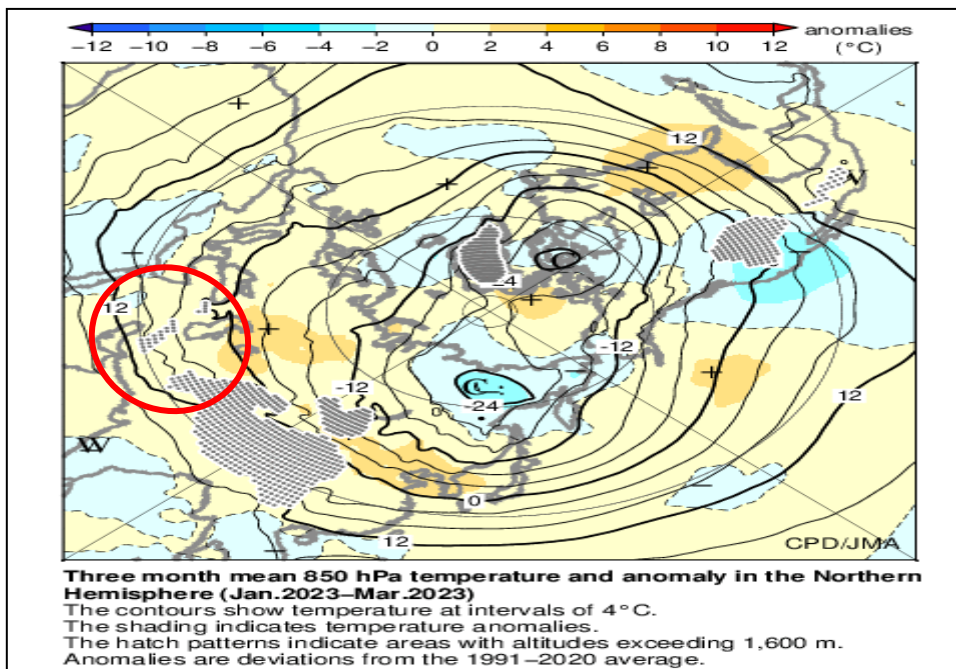 anomalies
−12 −10 −8 −6 −4 −2 0 2 4 6 8 10 12 (°C)
12
W
C
−4
12
-12
-12
C
-24
12
W
0
12
CPD/JMA
Three month mean 850 hPa temperature and anomaly in the Northern
Hemisphere (Jan.2023−Mar.2023)
The contours show temperature at intervals of 4°C.
The shading indicates temperature anomalies.
The hatch patterns indicate areas with altitudes exceeding 1,600 m.
Anomalies are deviations from the 1991−2020 average.